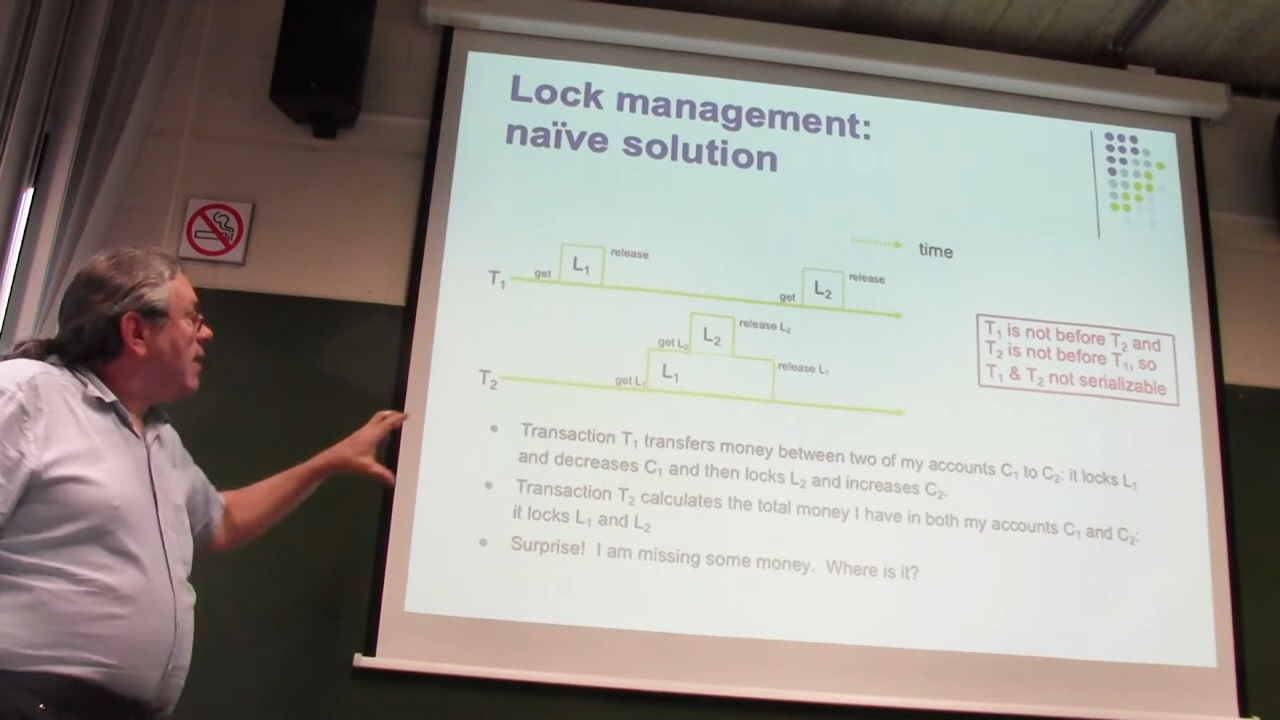 Lock management:
naïve solution
time
T₁
get
L₁
release
get
L₂
release
T₂
get L₁
L₁
get L₂
L₂
release L₂
release L₁
T₁ is not before T₂ and
T₂ is not before T₁, so
T₁ & T₂ not serializable
• Transaction T₁ transfers money between two of my accounts C₁ to C₂: it locks L₁
and decreases C₁ and then locks L₂ and increases C₂.
• Transaction T₂ calculates the total money I have in both my accounts C₁ and C₂:
it locks L₁ and L₂
• Surprise! I am missing some money. Where is it?